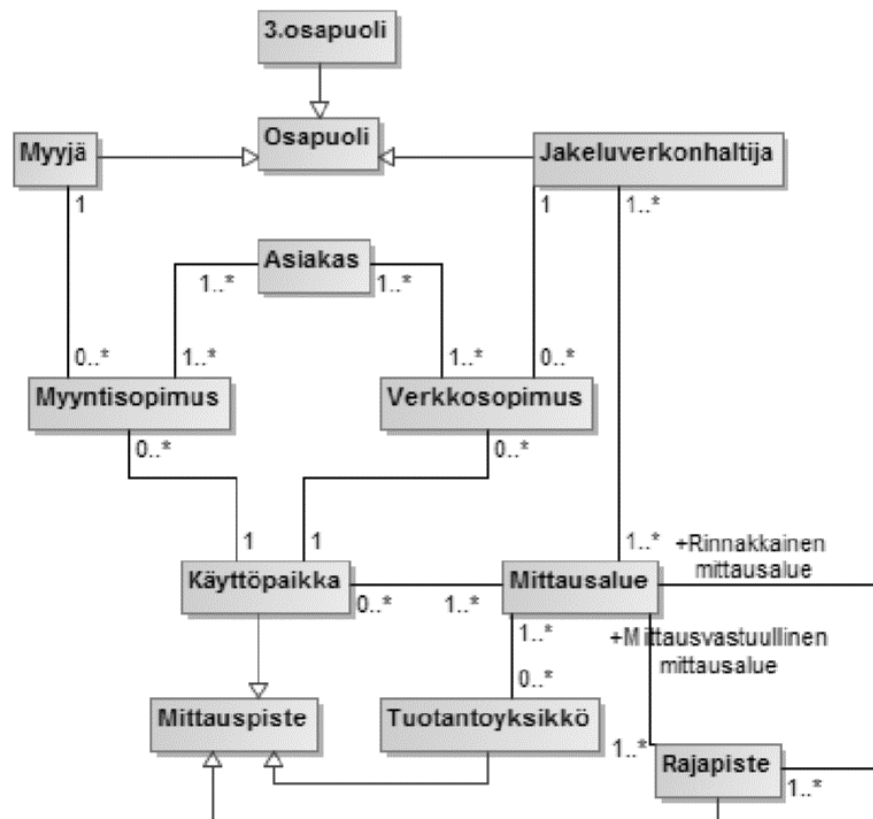 3.osapuoli
Osapuoli
Myyjä
Jakeluverkonhaltija
1
1
1..*
Asiakas
1..*
1..*
0..*
1..*
1..*
0..*
Myyntisopimus
Verkkosopimus
0..*
0..*
1
1
1..*
+Rinnakkainen
mittausalue
Käyttöpaikka
Mittausalue
0..*
1..*
1..*
+Mittausvastuullinen
mittausalue
0..*
Mittauspiste
Tuotantoyksikkö
1..*
Rajapiste
1..*